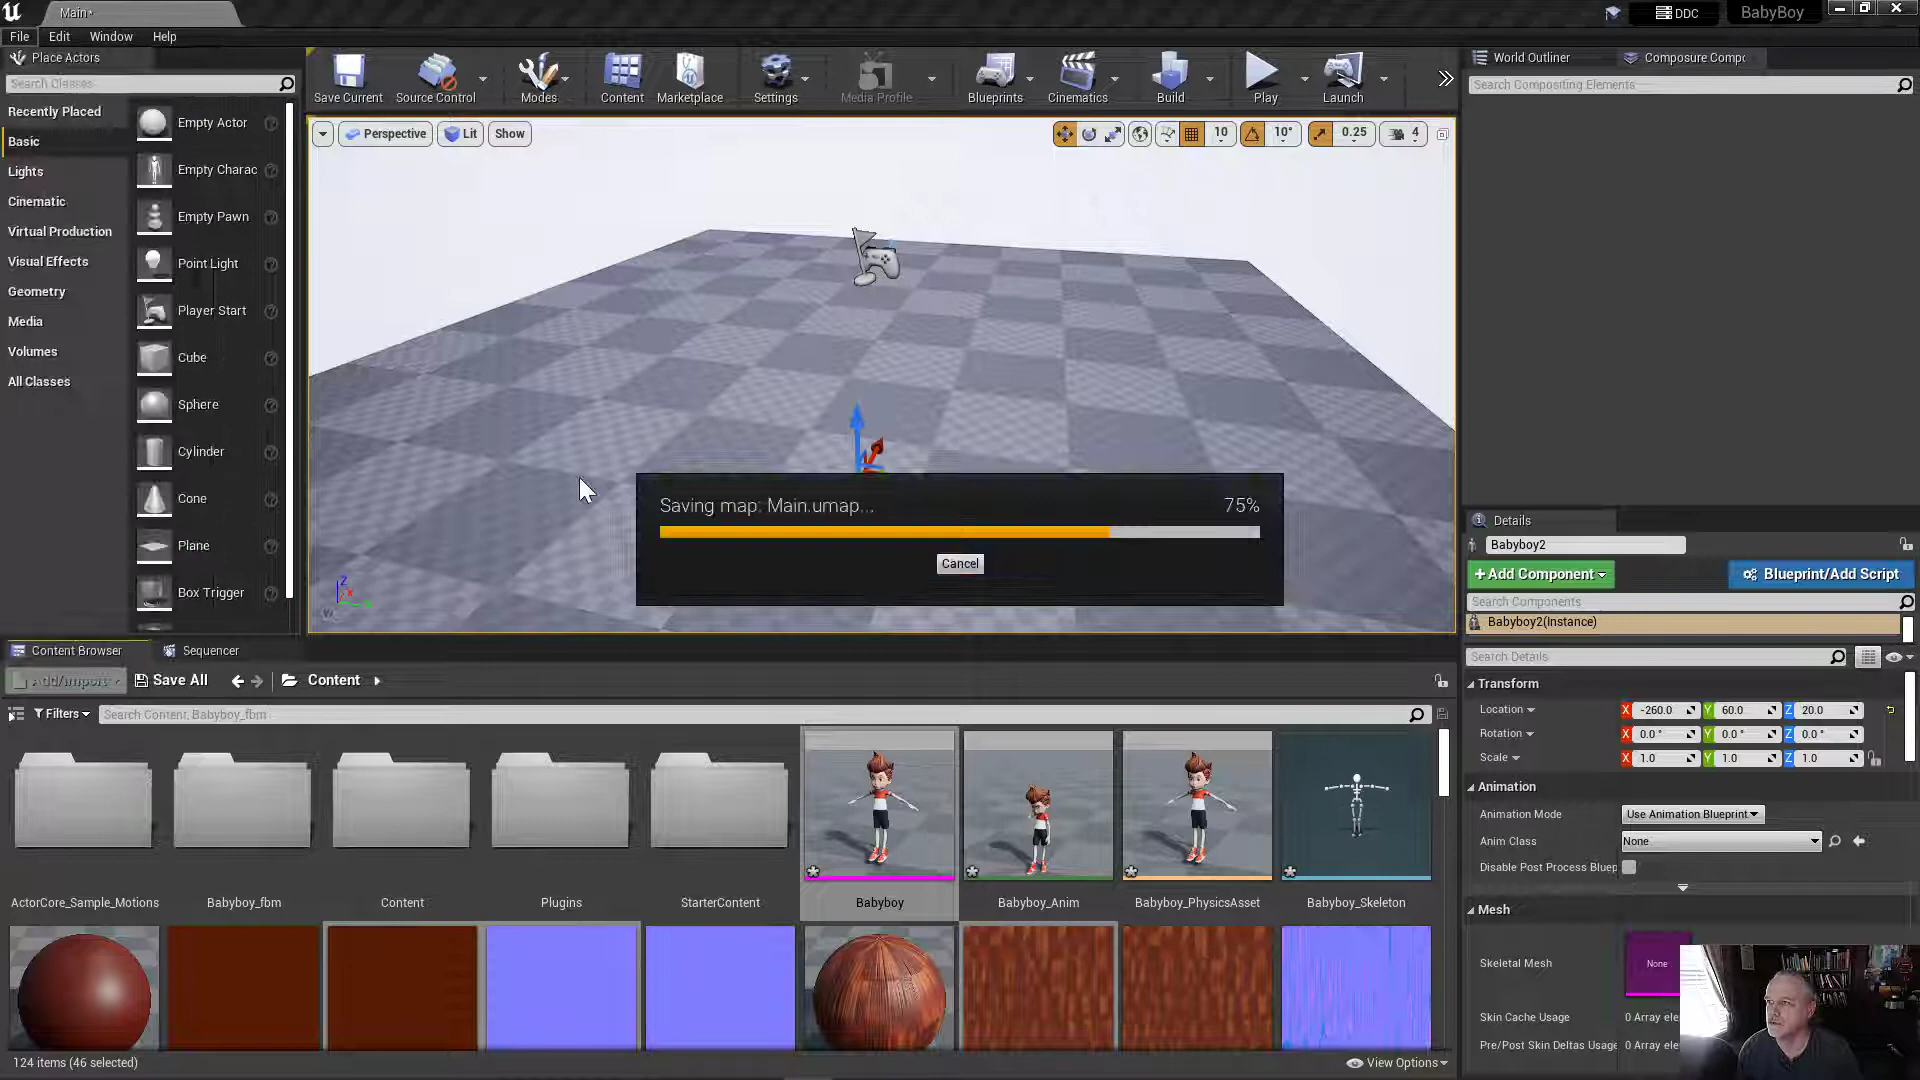 Main*
DDC
BabyBoy
File Edit Window Help
Place Actors
Search Classes
Recently Placed
Basic
Lights
Cinematic
Virtual Production
Visual Effects
Geometry
Media
Volumes
All Classes
Empty Actor
Empty Charac
Empty Pawn
Point Light
Player Start
Cube
Sphere
Cylinder
Cone
Plane
Box Trigger
Save Current
Source Control
Modes
Content
Marketplace
Settings
Media Profile
Blueprints
Cinematics
Build
Play
Launch
Perspective
Lit
Show
10
10°
0.25
4
Z
X
Saving map: Main.umap...
75%
Cancel
World Outliner
Composure Compo
Search Compositing Elements
Details
Babyboy2
+Add Component
Blueprint/Add Script
Search Components
Babyboy2(Instance)
Search Details
Transform
Location X -260.0 Y 60.0 Z 20.0
Rotation X 0.0° Y 0.0° Z 0.0°
Scale X 1.0 Y 1.0 Z 1.0
Animation
Animation Mode Use Animation Blueprint
Anim Class None
Disable Post Process Bluep
Mesh
Skeletal Mesh
None
Skin Cache Usage 0 Array ele
Pre/Post Skin Deltas Usage 0 Array ele
Content Browser
Sequencer
Add/Import
Save All
Content
Filters
Search Content: Babyboy_fbm
ActorCore_Sample_Motions
Babyboy_fbm
Content
Plugins
StarterContent
Babyboy
Babyboy_Anim
Babyboy_PhysicsAsset
Babyboy_Skeleton
124 items (46 selected)
View Options